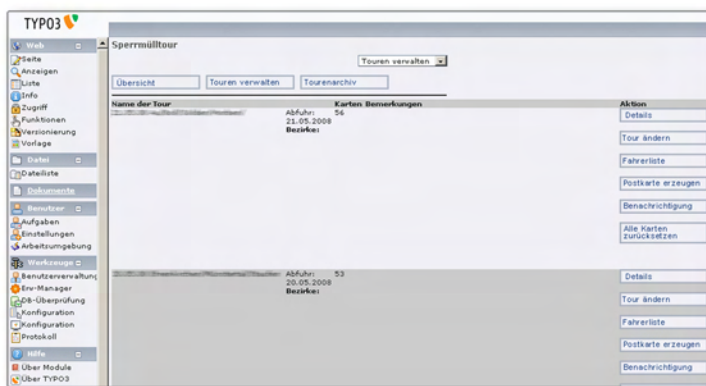 TYPO3
Web
Seite
Anzeigen
Liste
Info
Zugriff
Funktionen
Versionierung
Vorlage
Datei
Dateiliste
Dokumente
Benutzer
Aufgaben
Einstellungen
Arbeitsumgebung
Werkzeuge
Benutzerverwaltung
Erw-Manager
DB-Überprüfung
Konfiguration
Konfiguration
Protokoll
Hilfe
Über Module
Über TYPO3
Sperrmülltour
Touren verwalten
Übersicht Touren verwalten Tourenarchiv
Name der Tour Karten Bemerkungen Aktion
Abfuhr: 56
21.05.2008
Bezirke:
Details
Tour ändern
Fahrerliste
Postkarte erzeugen
Benachrichtigung
Alle Karten
zurücksetzen
Abfuhr: 53
20.05.2008
Bezirke:
Details
Tour ändern
Fahrerliste
Postkarte erzeugen
Benachrichtigung